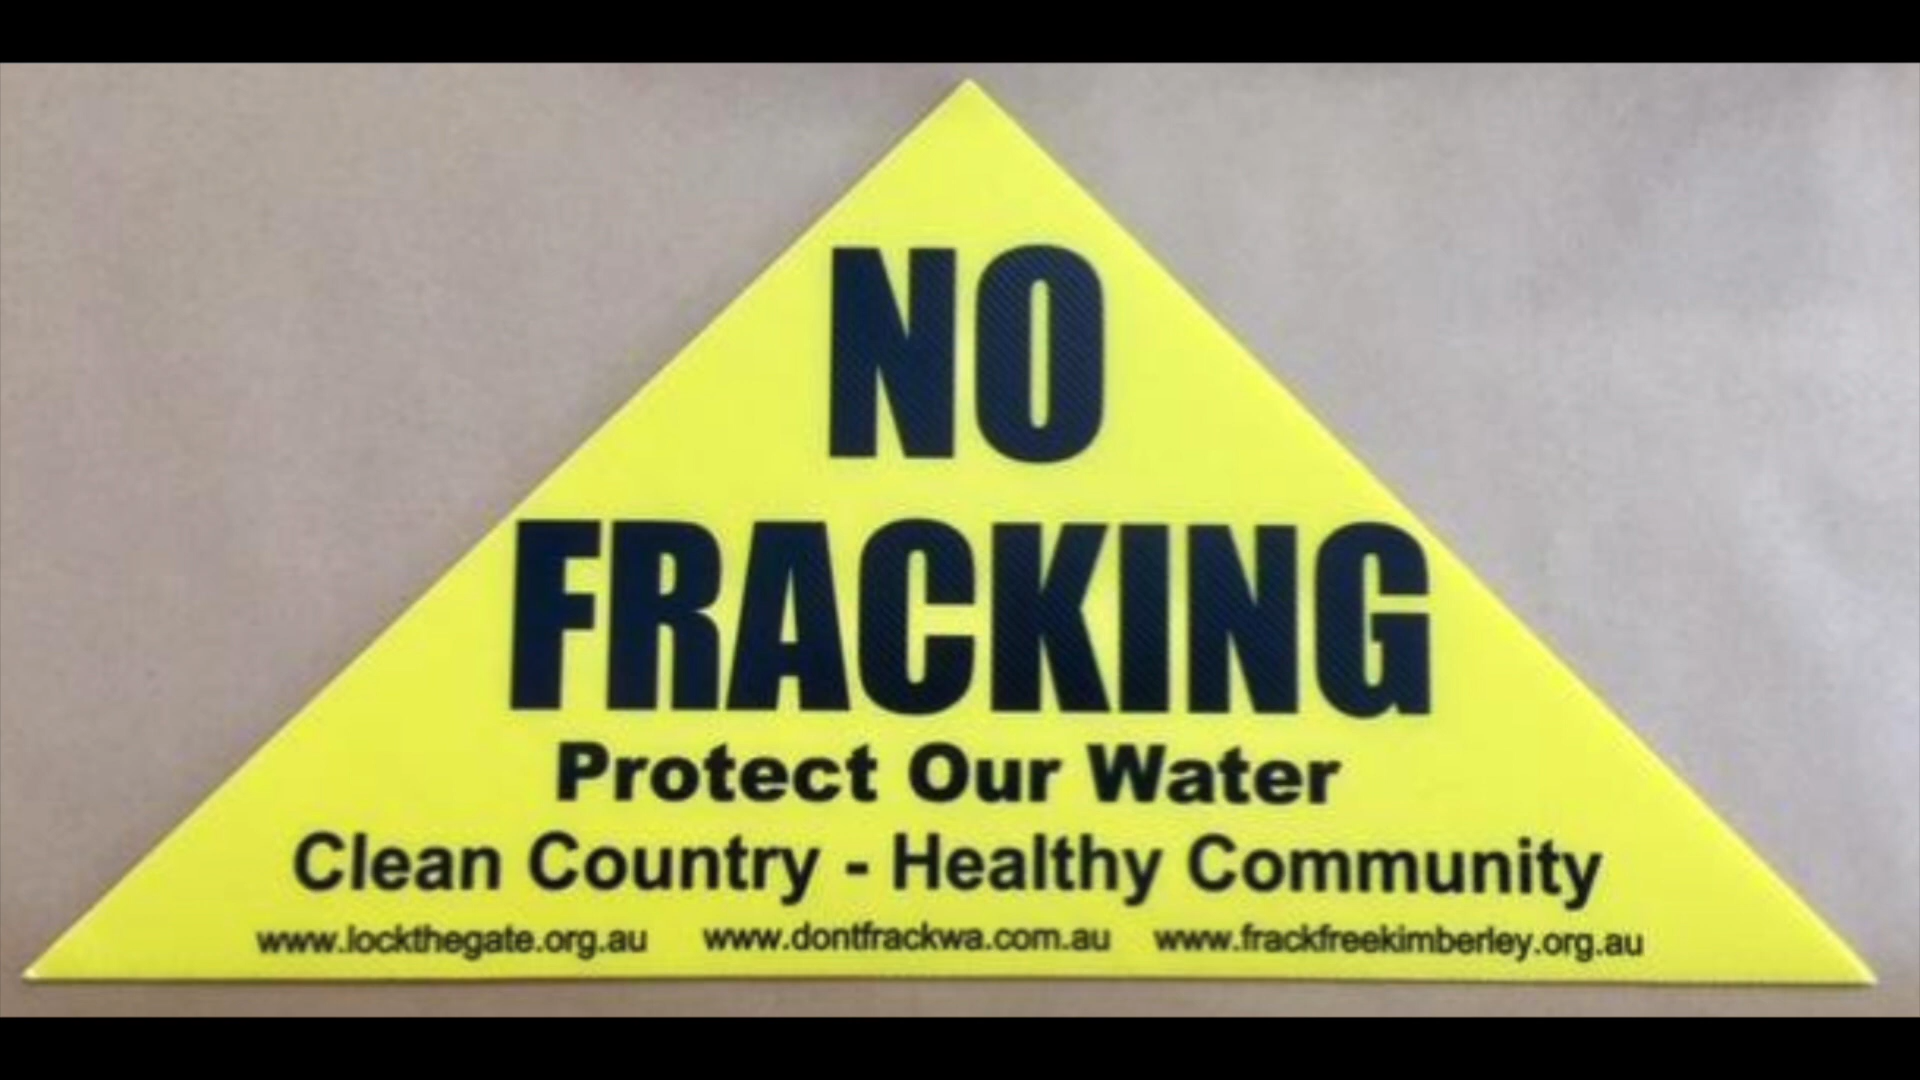 NO
FRACKING
Protect Our Water
Clean Country - Healthy Community
www.lockthegate.org.au www.dontfrackwa.com.au www.frackfreekimberley.org.au